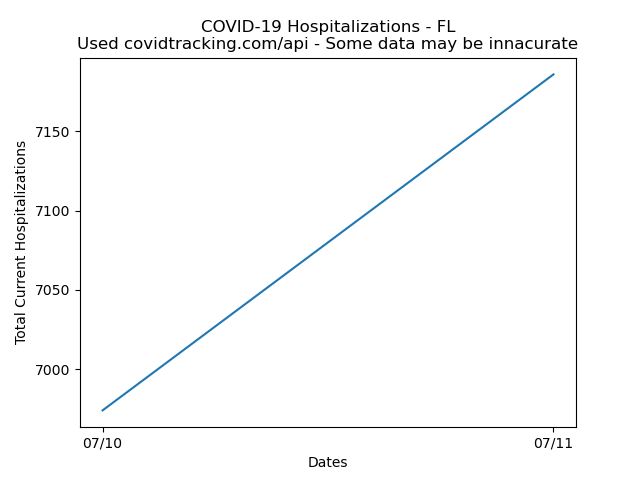 COVID-19 Hospitalizations - FL
Used covidtracking.com/api - Some data may be innacurate
Total Current Hospitalizations
7150
7100
7050
7000
07/10
07/11
Dates